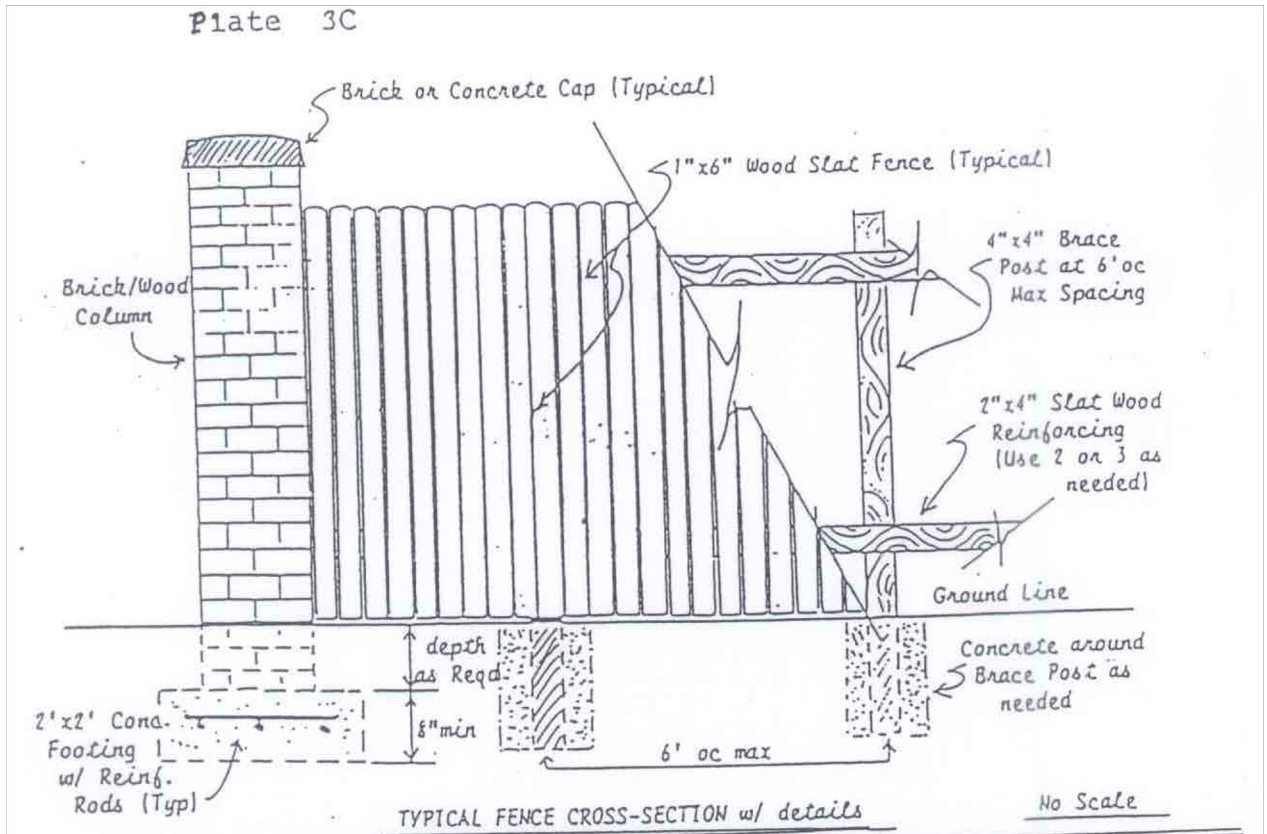 Plate 3C
Brick or Concrete Cap (Typical)
1"x6" Wood Slat Fence (Typical)
4"x4" Brace
Post at 6'oc
Max Spacing
Brick/Wood
Column
2"x4" Slat Wood
Reinforcing
(Use 2 or 3 as
needed)
Ground Line
depth
as Reqd
Concrete around
Brace Post as
needed
2'x2' Conc.
Footing
w/ Reinf.
Rods (Typ)
8"min
6' oc max
TYPICAL FENCE CROSS-SECTION w/ details
No Scale